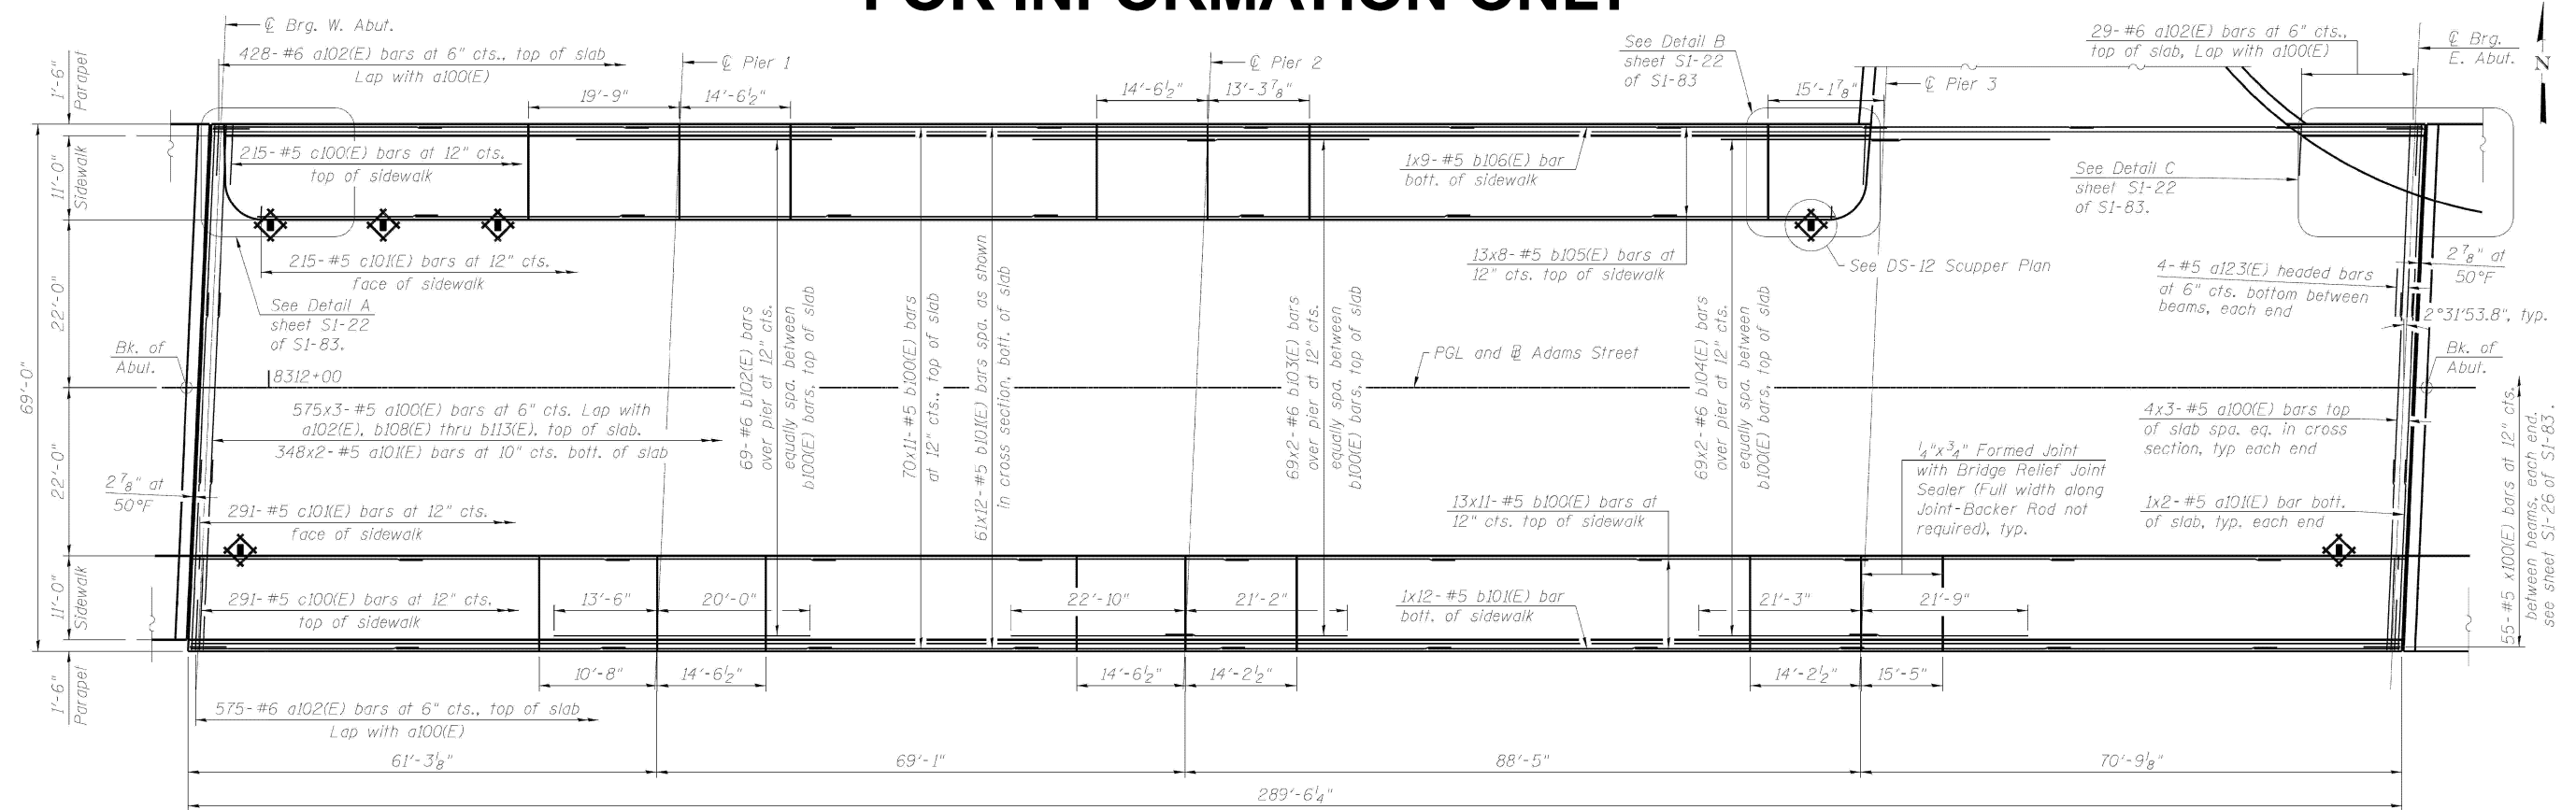 FOR INFORMATION ONLY
℄ Brg. W. Abut.
428-#6 a102(E) bars at 6" cts., top of slab
Lap with a100(E)
℄ Pier 1
℄ Pier 2
See Detail B
sheet S1-22
of S1-83
℄ Pier 3
29-#6 a102(E) bars at 6" cts.,
top of slab, Lap with a100(E)
℄ Brg.
E. Abut.
N
1'-6"
Parapet
19'-9"
14'-6½"
14'-6½"
13'-3⅞"
15'-1⅞"
11'-0"
Sidewalk
215-#5 c100(E) bars at 12" cts.
top of sidewalk
1x9-#5 b106(E) bar
bott. of sidewalk
See Detail C
sheet S1-22
of S1-83.
215-#5 c101(E) bars at 12" cts.
face of sidewalk
13x8-#5 b105(E) bars at
12" cts. top of sidewalk
See DS-12 Scupper Plan
4-#5 a123(E) headed bars
at 6" cts. bottom between
beams, each end
2⅞" at
50°F
2°31'53.8", typ.
See Detail A
sheet S1-22
of S1-83.
22'-0"
69'-0"
Bk. of
Abut.
8312+00
PGL and ℄ Adams Street
Bk. of
Abut.
575x3-#5 a100(E) bars at 6" cts. Lap with
a102(E), b108(E) thru b113(E), top of slab.
348x2-#5 a101(E) bars at 10" cts. bott. of slab
69-#6 b102(E) bars
over pier at 12" cts.
equally spa. between
b100(E) bars, top of slab
70x11-#5 b100(E) bars
at 12" cts., top of slab
61x12-#5 b101(E) bars spa. as shown
in cross section, bott. of slab
69x2-#6 b103(E) bars
over pier at 12" cts.
equally spa. between
b100(E) bars, top of slab
69x2-#6 b104(E) bars
over pier at 12" cts.
equally spa. between
b100(E) bars, top of slab
4x3-#5 a100(E) bars top
of slab spa. eq. in cross
section, typ each end
¼"x¾" Formed Joint
with Bridge Relief Joint
Sealer (Full width along
Joint-Backer Rod not
required), typ.
1x2-#5 a101(E) bar bott.
of slab, typ. each end
55-#5 x100(E) bars at 12" cts.
between beams, each end.
see sheet S1-26 of S1-83.
22'-0"
2⅞" at
50°F
291-#5 c101(E) bars at 12" cts.
face of sidewalk
13x11-#5 b100(E) bars at
12" cts. top of sidewalk
11'-0"
Sidewalk
291-#5 c100(E) bars at 12" cts.
top of sidewalk
13'-6"
20'-0"
22'-10"
21'-2"
1x12-#5 b101(E) bar
bott. of sidewalk
21'-3"
21'-9"
1'-6"
Parapet
10'-8"
14'-6½"
14'-6½"
14'-2½"
14'-2½"
15'-5"
575-#6 a102(E) bars at 6" cts., top of slab
Lap with a100(E)
61'-3⅛"
69'-1"
88'-5"
70'-9⅛"
289'-6¼"